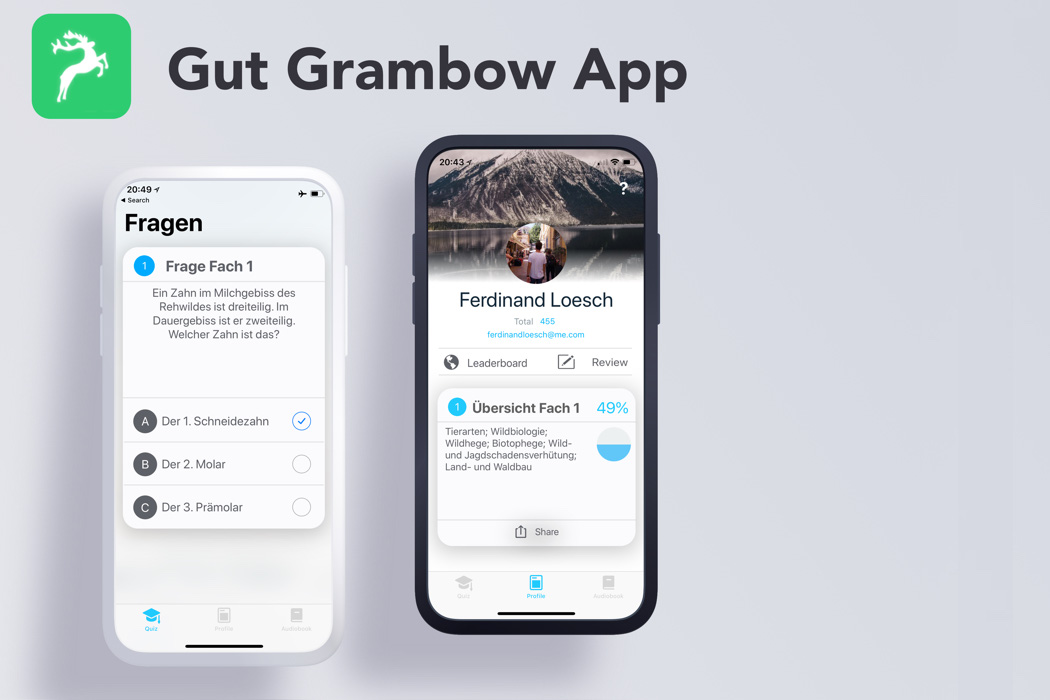 Gut Grambow App
20:49
Search
Fragen
1 Frage Fach 1
Ein Zahn im Milchgebiss des
Rehwildes ist dreiteilig. Im
Dauergebiss ist er zweiteilig.
Welcher Zahn ist das?
A Der 1. Schneidezahn
B Der 2. Molar
C Der 3. Prämolar
Quiz Profile Audiobook
20:43
?
Ferdinand Loesch
Total 455
ferdinandloesch@me.com
Leaderboard Review
1 Übersicht Fach 1 49%
Tierarten; Wildbiologie;
Wildhege; Biotophege; Wild-
und Jagdschadensverhütung;
Land- und Waldbau
Share
Quiz Profile Audiobook